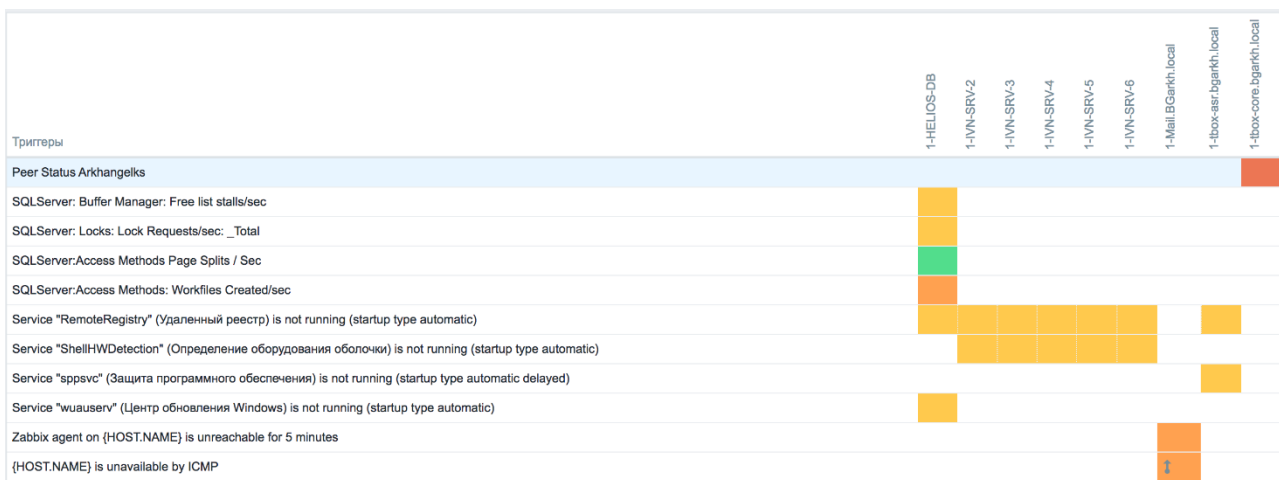 Триггеры
1-HELIOS-DB
1-IVN-SRV-2
1-IVN-SRV-3
1-IVN-SRV-4
1-IVN-SRV-5
1-IVN-SRV-6
1-Mail.BGarkh.local
1-tbox-asr.bgarkh.local
1-tbox-core.bgarkh.local
Peer Status Arkhangelks
SQLServer: Buffer Manager: Free list stalls/sec
SQLServer: Locks: Lock Requests/sec: _Total
SQLServer:Access Methods Page Splits / Sec
SQLServer:Access Methods: Workfiles Created/sec
Service "RemoteRegistry" (Удаленный реестр) is not running (startup type automatic)
Service "ShellHWDetection" (Определение оборудования оболочки) is not running (startup type automatic)
Service "sppsvc" (Защита программного обеспечения) is not running (startup type automatic delayed)
Service "wuauserv" (Центр обновления Windows) is not running (startup type automatic)
Zabbix agent on {HOST.NAME} is unreachable for 5 minutes
{HOST.NAME} is unavailable by ICMP